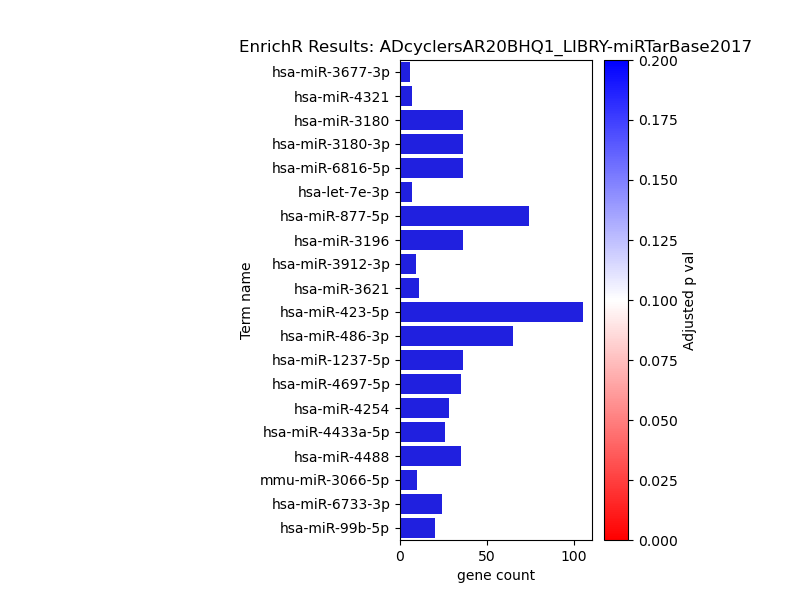 EnrichR Results: ADcyclersAR20BHQ1_LIBRY-miRTarBase2017
hsa-miR-3677-3p
hsa-miR-4321
hsa-miR-3180
hsa-miR-3180-3p
hsa-miR-6816-5p
hsa-let-7e-3p
hsa-miR-877-5p
hsa-miR-3196
hsa-miR-3912-3p
hsa-miR-3621
hsa-miR-423-5p
hsa-miR-486-3p
hsa-miR-1237-5p
hsa-miR-4697-5p
hsa-miR-4254
hsa-miR-4433a-5p
hsa-miR-4488
mmu-miR-3066-5p
hsa-miR-6733-3p
hsa-miR-99b-5p
Term name
0 50 100
gene count
0.200
0.175
0.150
0.125
0.100
0.075
0.050
0.025
0.000
Adjusted p val